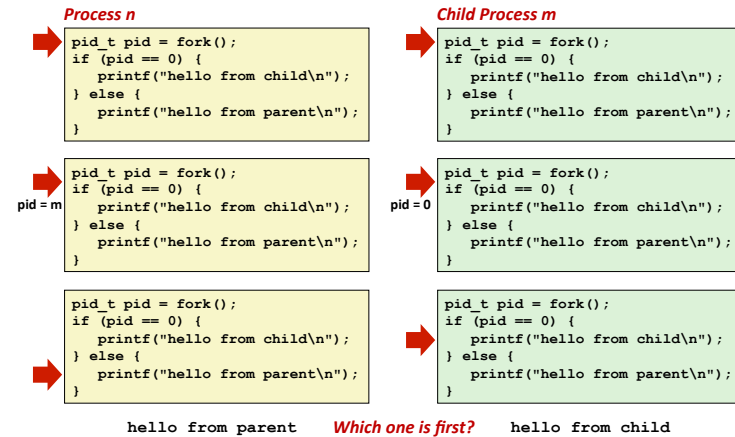 Process n
pid_t pid = fork();
if (pid == 0) {
   printf("hello from child\n");
} else {
   printf("hello from parent\n");
}
Child Process m
pid_t pid = fork();
if (pid == 0) {
   printf("hello from child\n");
} else {
   printf("hello from parent\n");
}
pid = m
pid_t pid = fork();
if (pid == 0) {
   printf("hello from child\n");
} else {
   printf("hello from parent\n");
}
pid = 0
pid_t pid = fork();
if (pid == 0) {
   printf("hello from child\n");
} else {
   printf("hello from parent\n");
}
pid_t pid = fork();
if (pid == 0) {
   printf("hello from child\n");
} else {
   printf("hello from parent\n");
}
pid_t pid = fork();
if (pid == 0) {
   printf("hello from child\n");
} else {
   printf("hello from parent\n");
}
hello from parent Which one is first? hello from child